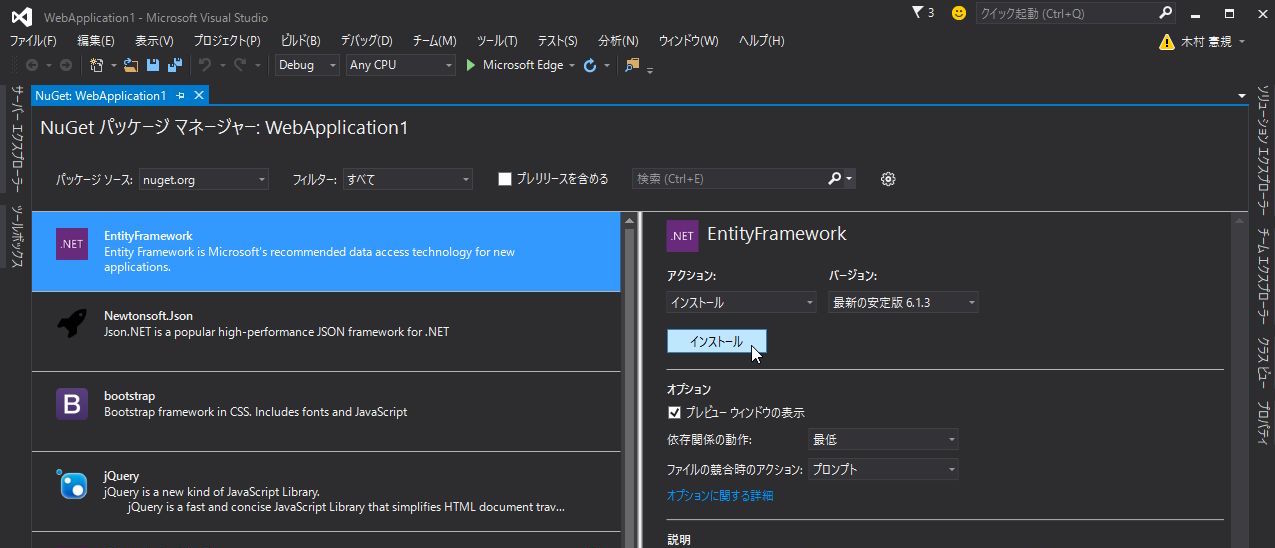 WebApplication1 - Microsoft Visual Studio
3
クイック起動 (Ctrl+Q)
ファイル(F) 編集(E) 表示(V) プロジェクト(P) ビルド(B) デバッグ(D) チーム(M) ツール(T) テスト(S) 分析(N) ウィンドウ(W) ヘルプ(H)
木村 憲規
Debug Any CPU Microsoft Edge
サーバー エクスプローラー
ツールボックス
NuGet: WebApplication1
NuGet パッケージ マネージャー: WebApplication1
パッケージ ソース: nuget.org フィルター: すべて プレリリースを含める 検索 (Ctrl+E)
.NET
EntityFramework
Entity Framework is Microsoft's recommended data access technology for new
applications.
Newtonsoft.Json
Json.NET is a popular high-performance JSON framework for .NET
B
bootstrap
Bootstrap framework in CSS. Includes fonts and JavaScript
jQuery
jQuery is a new kind of JavaScript Library.
jQuery is a fast and concise JavaScript Library that simplifies HTML document trav...
.NET
EntityFramework
アクション: バージョン:
インストール 最新の安定版 6.1.3
インストール
オプション
プレビュー ウィンドウの表示
依存関係の動作: 最低
ファイルの競合時のアクション: プロンプト
オプションに関する詳細
説明
ソリューション エクスプローラー
チーム エクスプローラー
クラス ビュー
プロパティ